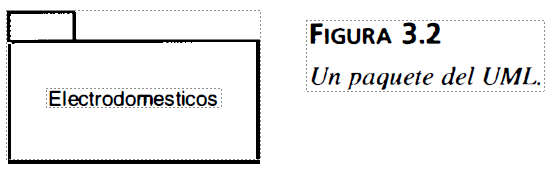 Electrodomesticos
FIGURA 3.2
Un paquete del UML.